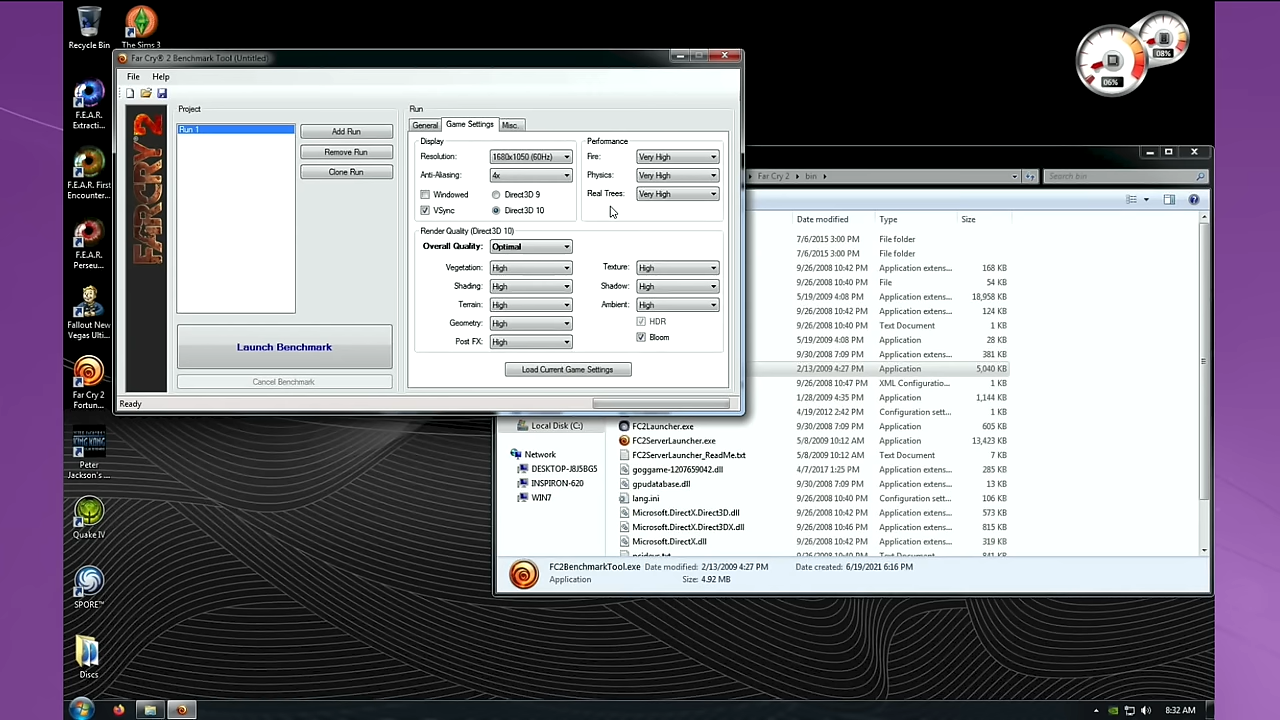 Recycle Bin
The Sims 3
F.E.A.R.
Extracti...
F.E.A.R. First
Encounter...
F.E.A.R.
Perseu...
Fallout New
Vegas Ulti...
Far Cry 2
Fortun...
Peter
Jackson's ...
Quake IV
SPORE™
Discs
06%
08%
Far Cry® 2 Benchmark Tool (Untitled)
File Help
FARCRY 2
Project
Run 1
Add Run
Remove Run
Clone Run
Launch Benchmark
Cancel Benchmark
Ready
Run
General Game Settings Misc.
Display
Resolution: 1680x1050 (60Hz)
Anti-Aliasing: 4x
Windowed Direct3D 9
VSync Direct3D 10
Performance
Fire: Very High
Physics: Very High
Real Trees: Very High
Render Quality (Direct3D 10)
Overall Quality: Optimal
Vegetation: High
Shading: High
Terrain: High
Geometry: High
Post FX: High
Texture: High
Shadow: High
Ambient: High
HDR
Bloom
Load Current Game Settings
Far Cry 2 bin
Search bin
Date modified Type Size
7/6/2015 3:00 PM File folder
7/6/2015 3:00 PM File folder
9/26/2008 10:42 PM Application extens... 168 KB
9/26/2008 10:40 PM File 54 KB
5/19/2009 4:08 PM Application extens... 18,958 KB
9/26/2008 10:42 PM Application extens... 124 KB
9/26/2008 10:40 PM Text Document 1 KB
5/19/2009 4:08 PM Application 28 KB
9/30/2008 7:09 PM Application extens... 381 KB
2/13/2009 4:27 PM Application 5,040 KB
9/26/2008 10:47 PM XML Configuratio... 1 KB
1/28/2009 4:35 PM Application 1,144 KB
4/19/2012 2:42 PM Configuration sett... 1 KB
FC2Launcher.exe 9/30/2008 7:09 PM Application 605 KB
FC2ServerLauncher.exe 5/8/2009 10:12 AM Application 13,423 KB
FC2ServerLauncher_ReadMe.txt 5/8/2009 10:12 AM Text Document 7 KB
goggame-1207659042.dll 4/7/2017 1:25 PM Application extens... 285 KB
gpudatabase.dll 9/30/2008 7:09 PM Application extens... 13 KB
lang.ini 9/26/2008 10:40 PM Configuration sett... 106 KB
Microsoft.DirectX.Direct3D.dll 9/26/2008 10:42 PM Application extens... 573 KB
Microsoft.DirectX.Direct3DX.dll 9/26/2008 10:46 PM Application extens... 815 KB
Microsoft.DirectX.dll 9/26/2008 10:42 PM Application extens... 319 KB
Local Disk (C:)
Network
DESKTOP-J8J5BG5
INSPIRON-620
WIN7
FC2BenchmarkTool.exe Date modified: 2/13/2009 4:27 PM Date created: 6/19/2021 6:16 PM
Application Size: 4.92 MB
8:32 AM